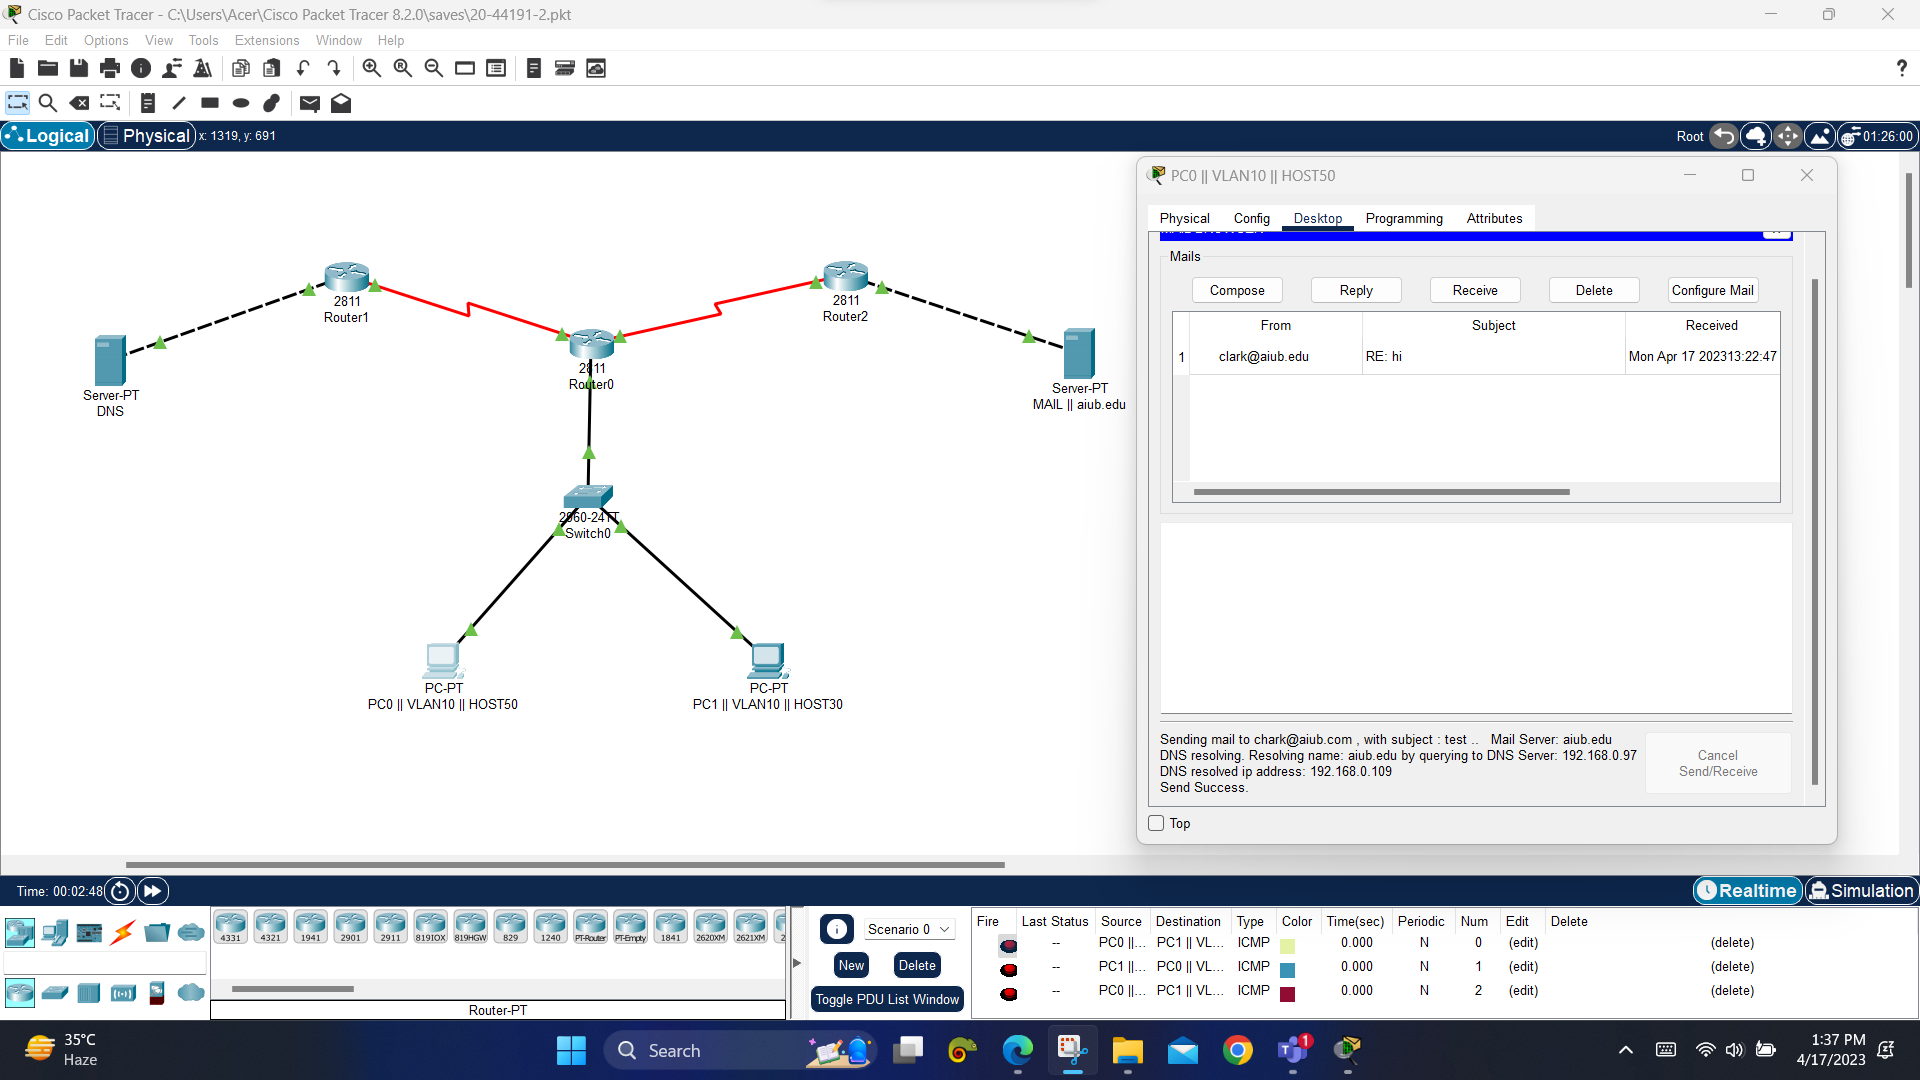 Cisco Packet Tracer - C:\Users\Acer\Cisco Packet Tracer 8.2.0\saves\20-44191-2.pkt
File Edit Options View Tools Extensions Window Help
?
Logical Physical x: 1319, y: 691 Root 01:26:00
PC0 || VLAN10 || HOST50
Physical Config Desktop Programming Attributes
Mails
Compose Reply Receive Delete Configure Mail
From Subject Received
1 clark@aiub.edu RE: hi Mon Apr 17 202313:22:47
2811
Router1
2811
Router2
2811
Router0
Server-PT
DNS
Server-PT
MAIL || aiub.edu
2960-24TT
Switch0
PC-PT
PC0 || VLAN10 || HOST50
PC-PT
PC1 || VLAN10 || HOST30
Sending mail to chark@aiub.com , with subject : test .. Mail Server: aiub.edu
DNS resolving. Resolving name: aiub.edu by querying to DNS Server: 192.168.0.97
DNS resolved ip address: 192.168.0.109
Send Success.
Cancel
Send/Receive
Top
Time: 00:02:48 Realtime Simulation
4331 4321 1941 2901 2911 819IOX 819HGW 829 1240 PT-Router PT-Empty 1841 2620XM 2621XM 2
Router-PT
Scenario 0
New Delete
Toggle PDU List Window
Fire Last Status Source Destination Type Color Time(sec) Periodic Num Edit Delete
-- PC0 ||... PC1 || VL... ICMP 0.000 N 0 (edit) (delete)
-- PC1 ||... PC0 || VL... ICMP 0.000 N 1 (edit) (delete)
-- PC0 ||... PC1 || VL... ICMP 0.000 N 2 (edit) (delete)
35°C
Haze
Search
1
1:37 PM
4/17/2023